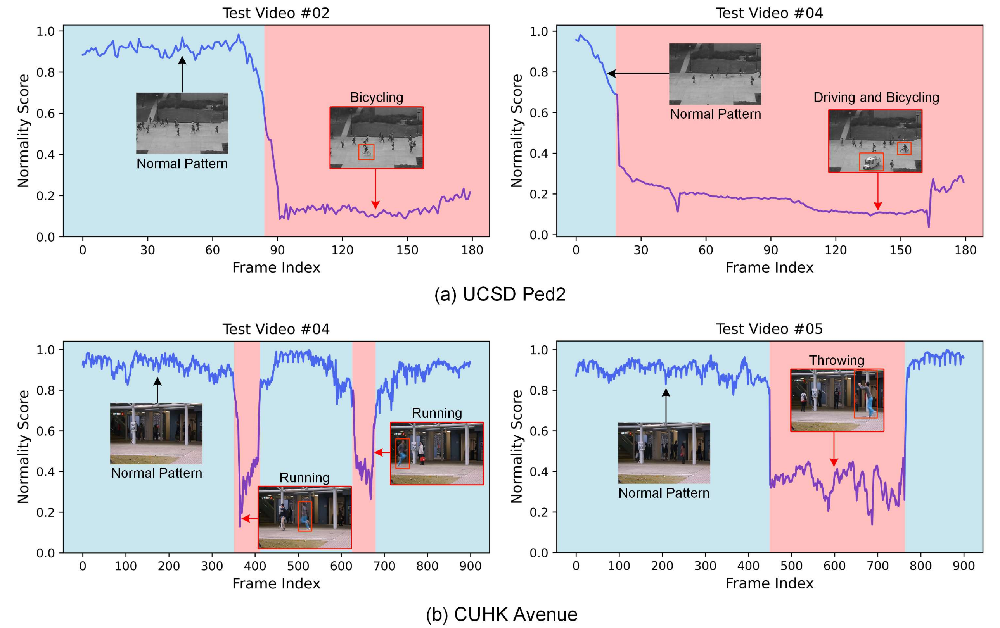 Test Video #02
Normality Score
1.0
0.8
0.6
0.4
0.2
0.0
Normal Pattern
Bicycling
0 30 60 90 120 150 180
Frame Index
Test Video #04
Normality Score
1.0
0.8
0.6
0.4
0.2
0.0
Normal Pattern
Driving and Bicycling
0 30 60 90 120 150 180
Frame Index
(a) UCSD Ped2
Test Video #04
Normality Score
1.0
0.8
0.6
0.4
0.2
0.0
Normal Pattern
Running
Running
0 100 200 300 400 500 600 700 800 900
Frame Index
Test Video #05
Normality Score
1.0
0.8
0.6
0.4
0.2
0.0
Throwing
Normal Pattern
0 100 200 300 400 500 600 700 800 900
Frame Index
(b) CUHK Avenue